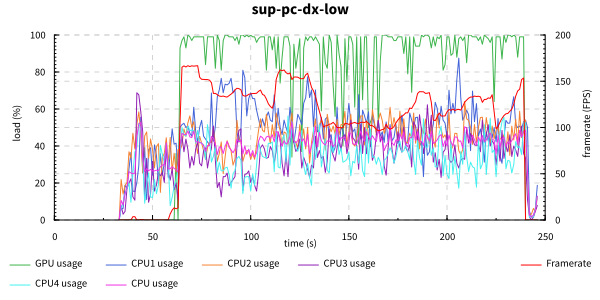 sup-pc-dx-low
100 200
80 150
60
100
40
50
20
0 0
load (%)
framerate (FPS)
0 50 100 150 200 250
time (s)
GPU usage CPU1 usage CPU2 usage CPU3 usage Framerate
CPU4 usage CPU usage